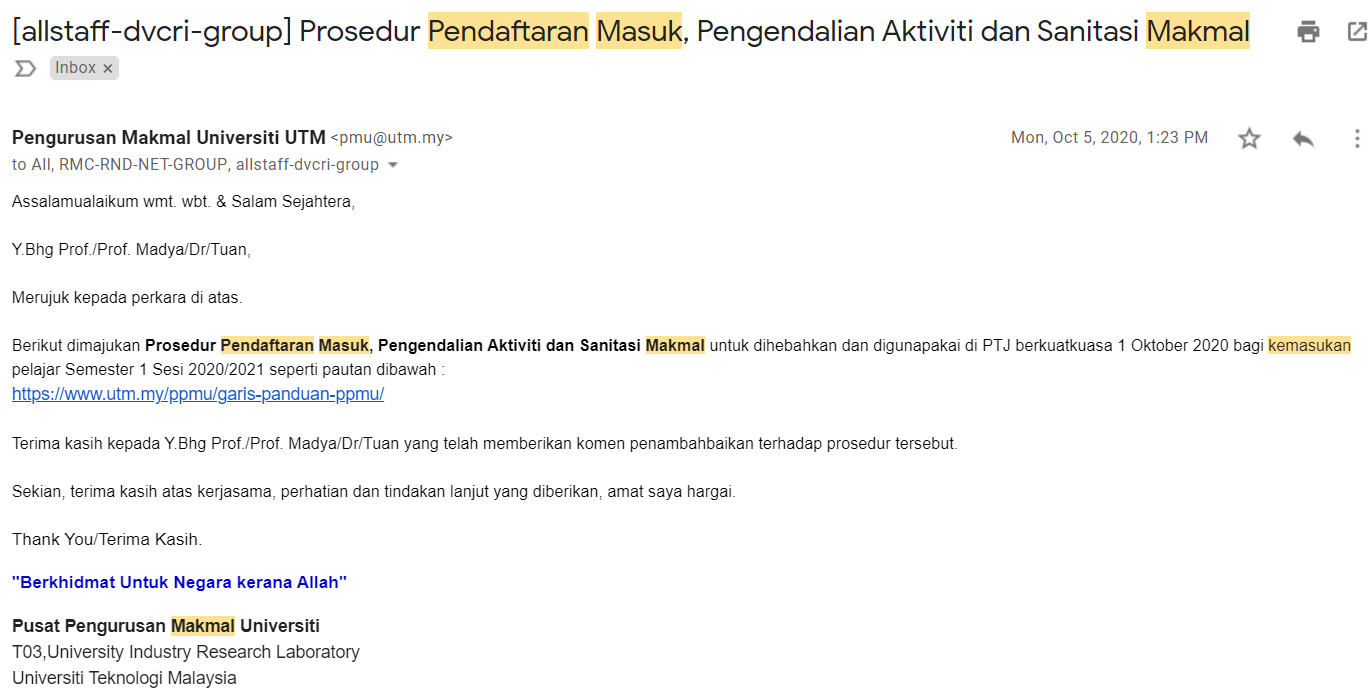 [allstaff-dvcri-group] Prosedur Pendaftaran Masuk, Pengendalian Aktiviti dan Sanitasi Makmal
Inbox ×
Pengurusan Makmal Universiti UTM <pmu@utm.my>
Mon, Oct 5, 2020, 1:23 PM
to All, RMC-RND-NET-GROUP, allstaff-dvcri-group
Assalamualaikum wmt. wbt. & Salam Sejahtera,
Y.Bhg Prof./Prof. Madya/Dr/Tuan,
Merujuk kepada perkara di atas.
Berikut dimajukan Prosedur Pendaftaran Masuk, Pengendalian Aktiviti dan Sanitasi Makmal untuk dihebahkan dan digunapakai di PTJ berkuatkuasa 1 Oktober 2020 bagi kemasukan
pelajar Semester 1 Sesi 2020/2021 seperti pautan dibawah :
https://www.utm.my/ppmu/garis-panduan-ppmu/
Terima kasih kepada Y.Bhg Prof./Prof. Madya/Dr/Tuan yang telah memberikan komen penambahbaikan terhadap prosedur tersebut.
Sekian, terima kasih atas kerjasama, perhatian dan tindakan lanjut yang diberikan, amat saya hargai.
Thank You/Terima Kasih.
"Berkhidmat Untuk Negara kerana Allah"
Pusat Pengurusan Makmal Universiti
T03,University Industry Research Laboratory
Universiti Teknologi Malaysia